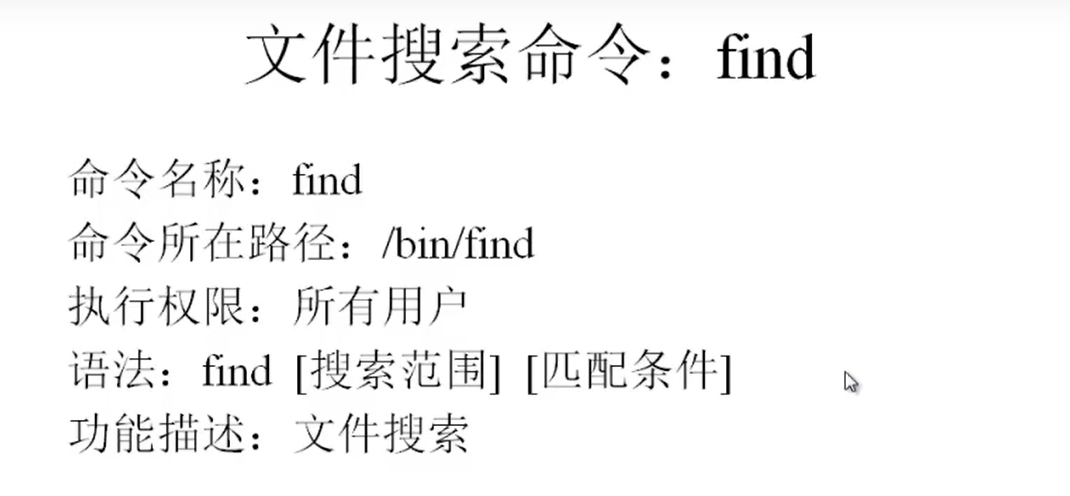 文件搜索命令：find
命令名称：find
命令所在路径：/bin/find
执行权限：所有用户
语法：find [搜索范围] [匹配条件]
功能描述：文件搜索